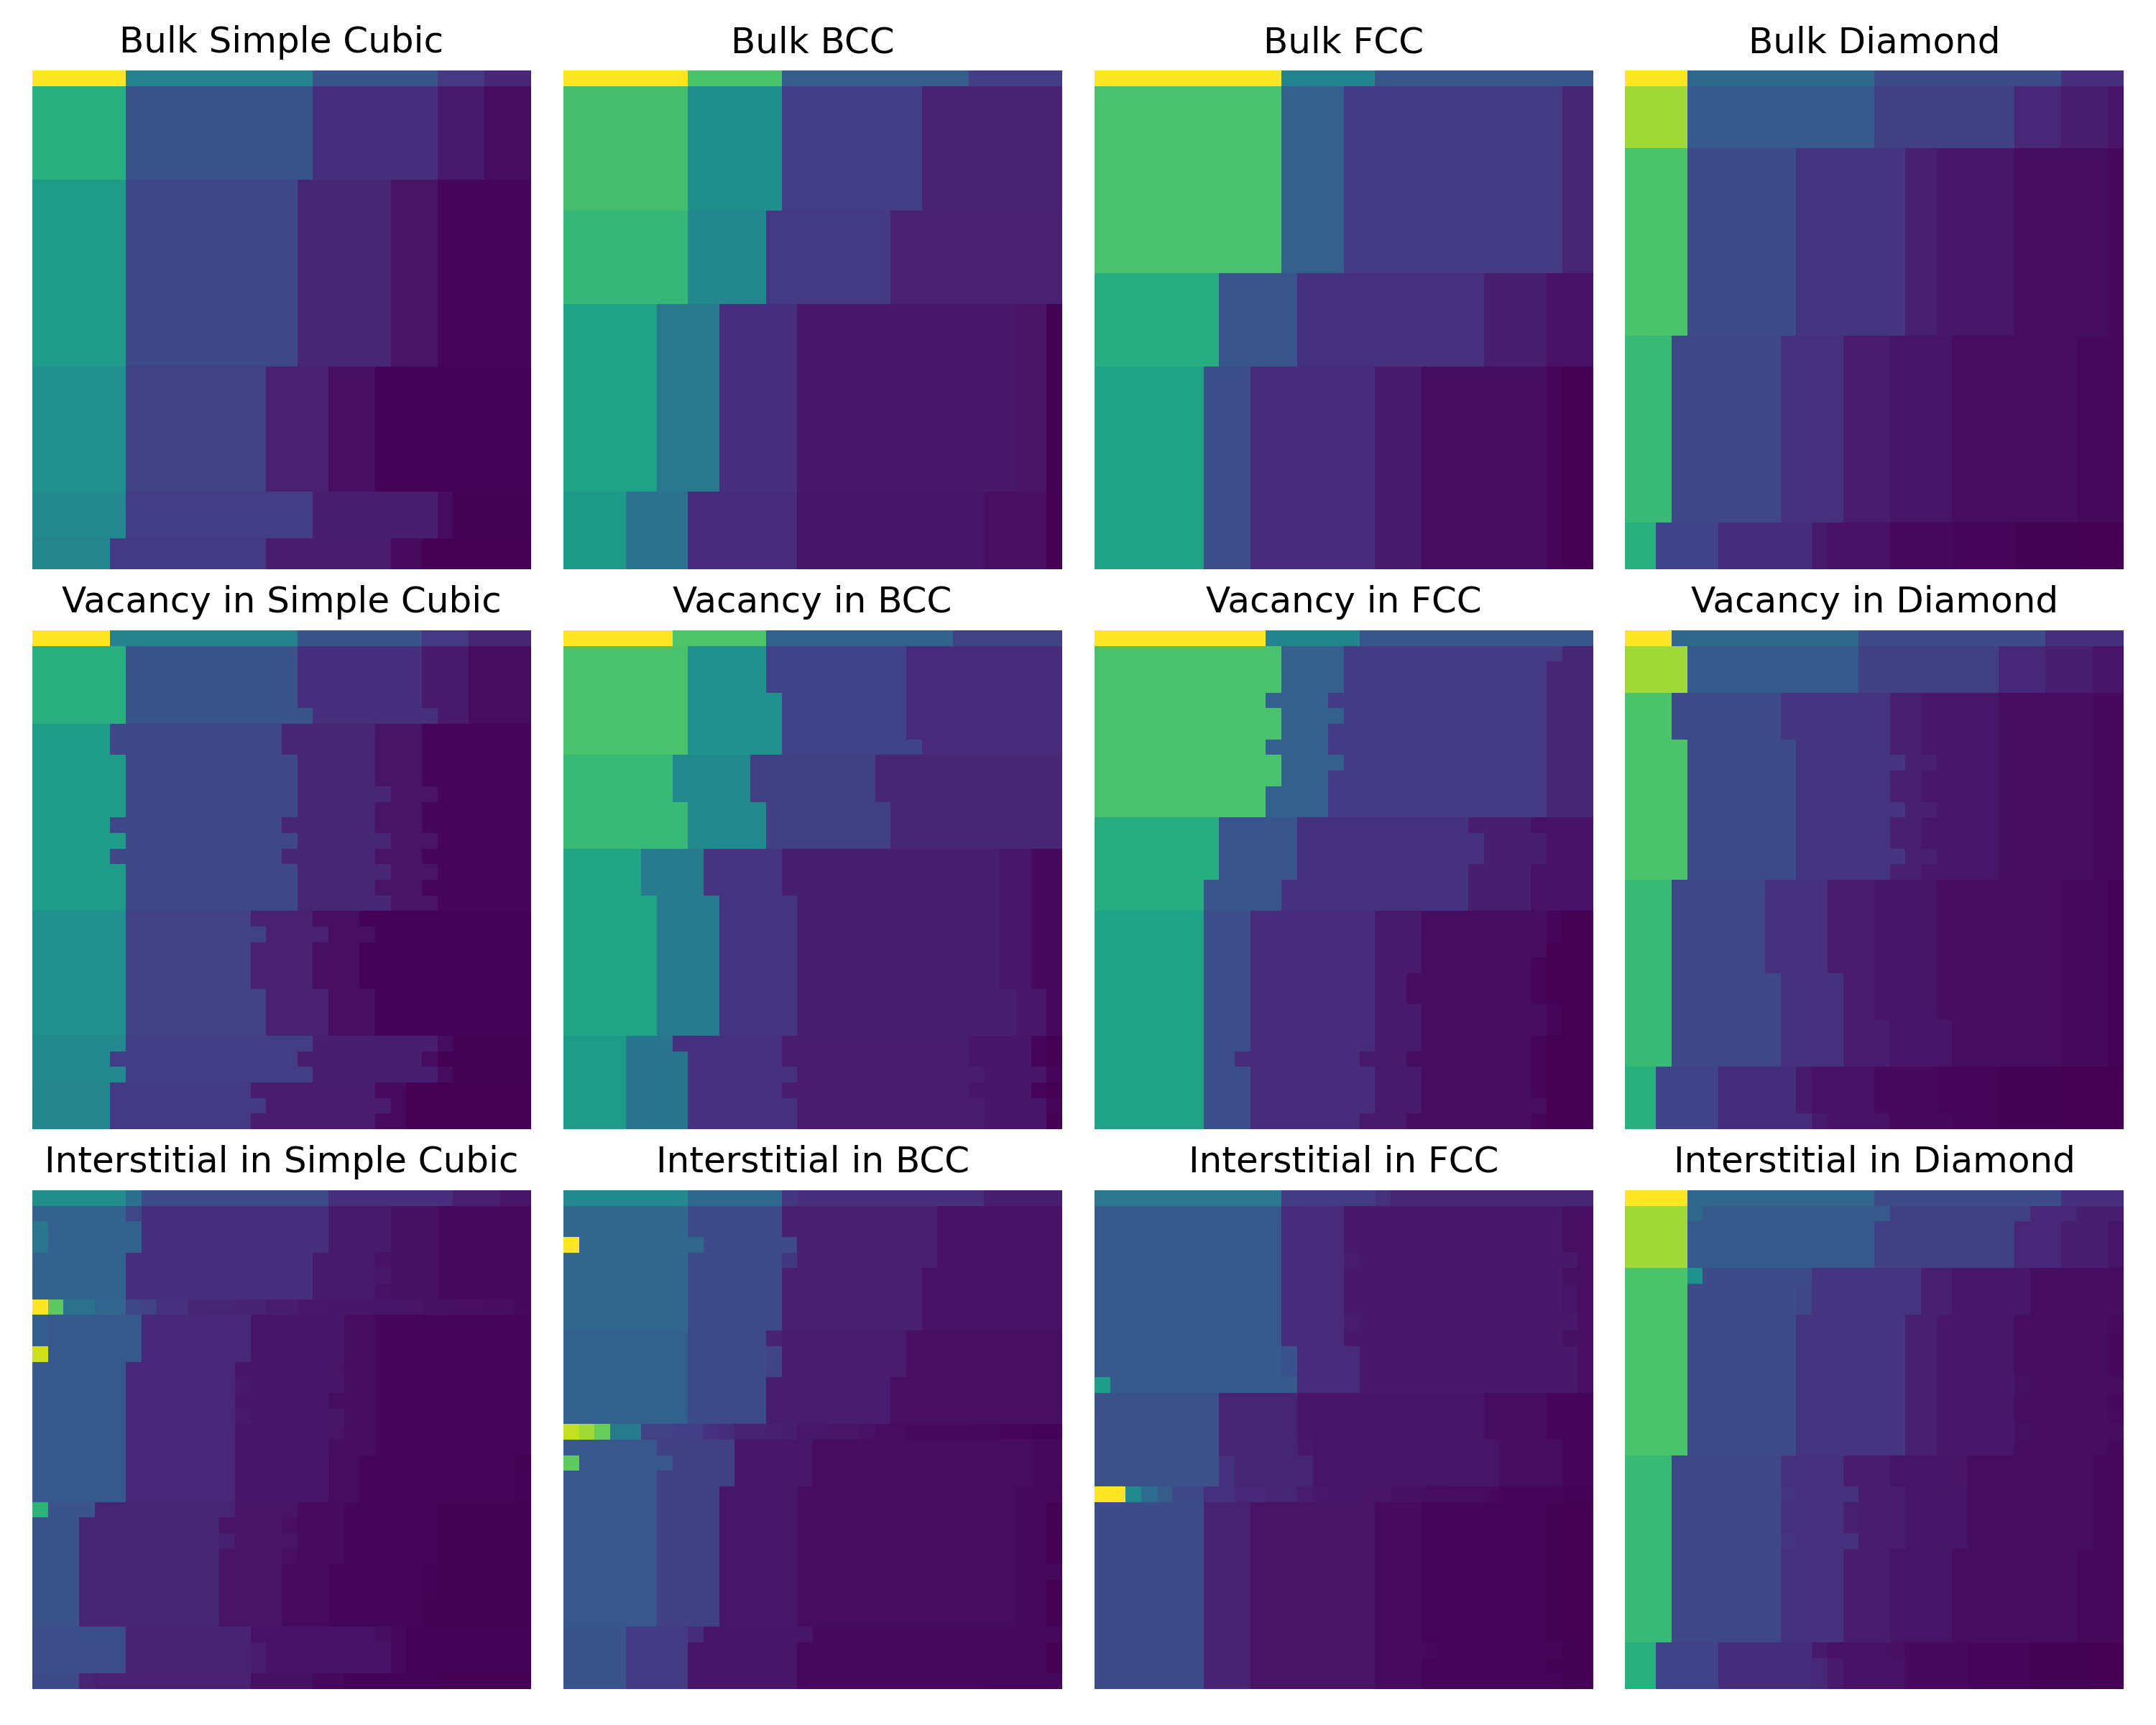 Bulk Simple Cubic
Bulk BCC
Bulk FCC
Bulk Diamond
Vacancy in Simple Cubic
Vacancy in BCC
Vacancy in FCC
Vacancy in Diamond
Interstitial in Simple Cubic
Interstitial in BCC
Interstitial in FCC
Interstitial in Diamond